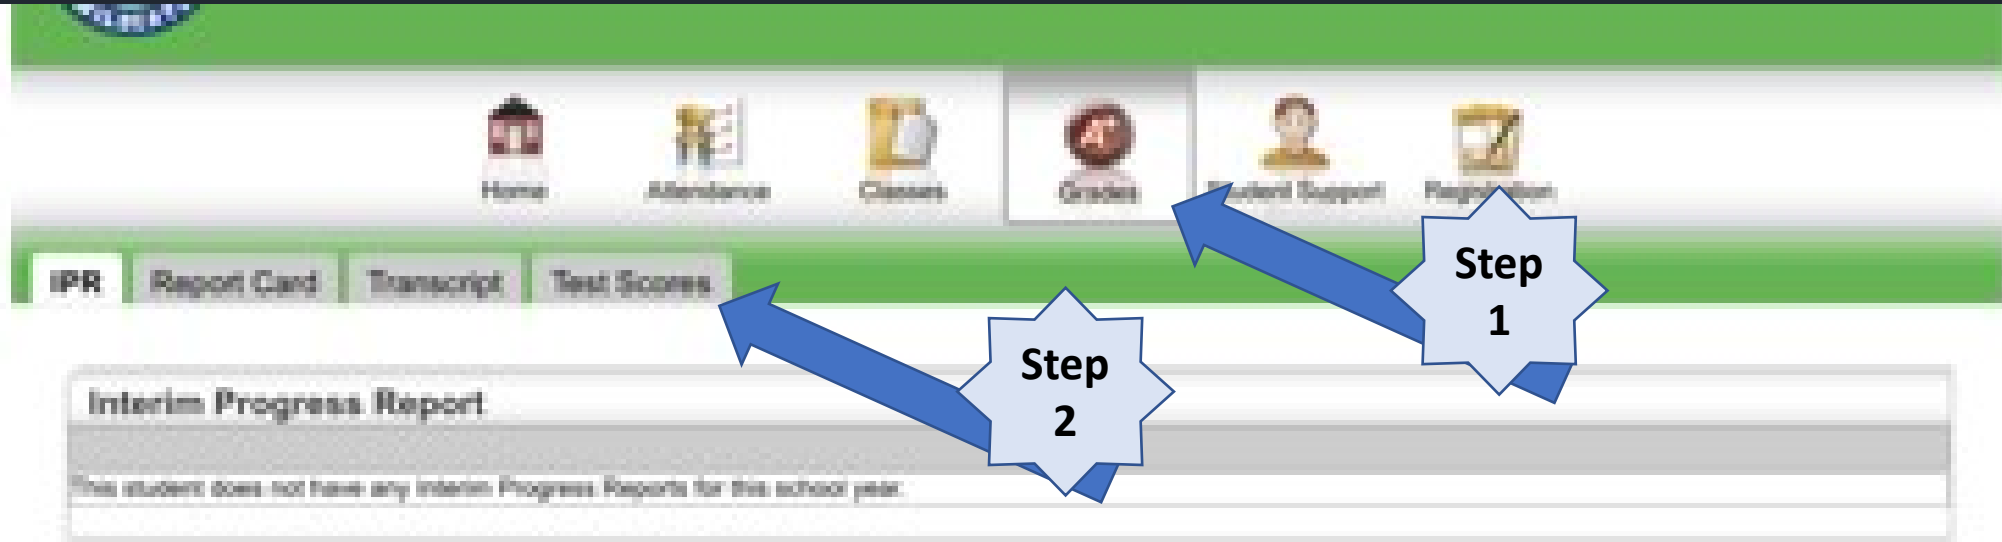 Home Attendance Classes Grades Student Support Registration
IPR Report Card Transcript Test Scores
Step
1
Step
2
Interim Progress Report
This student does not have any Interim Progress Reports for this school year.